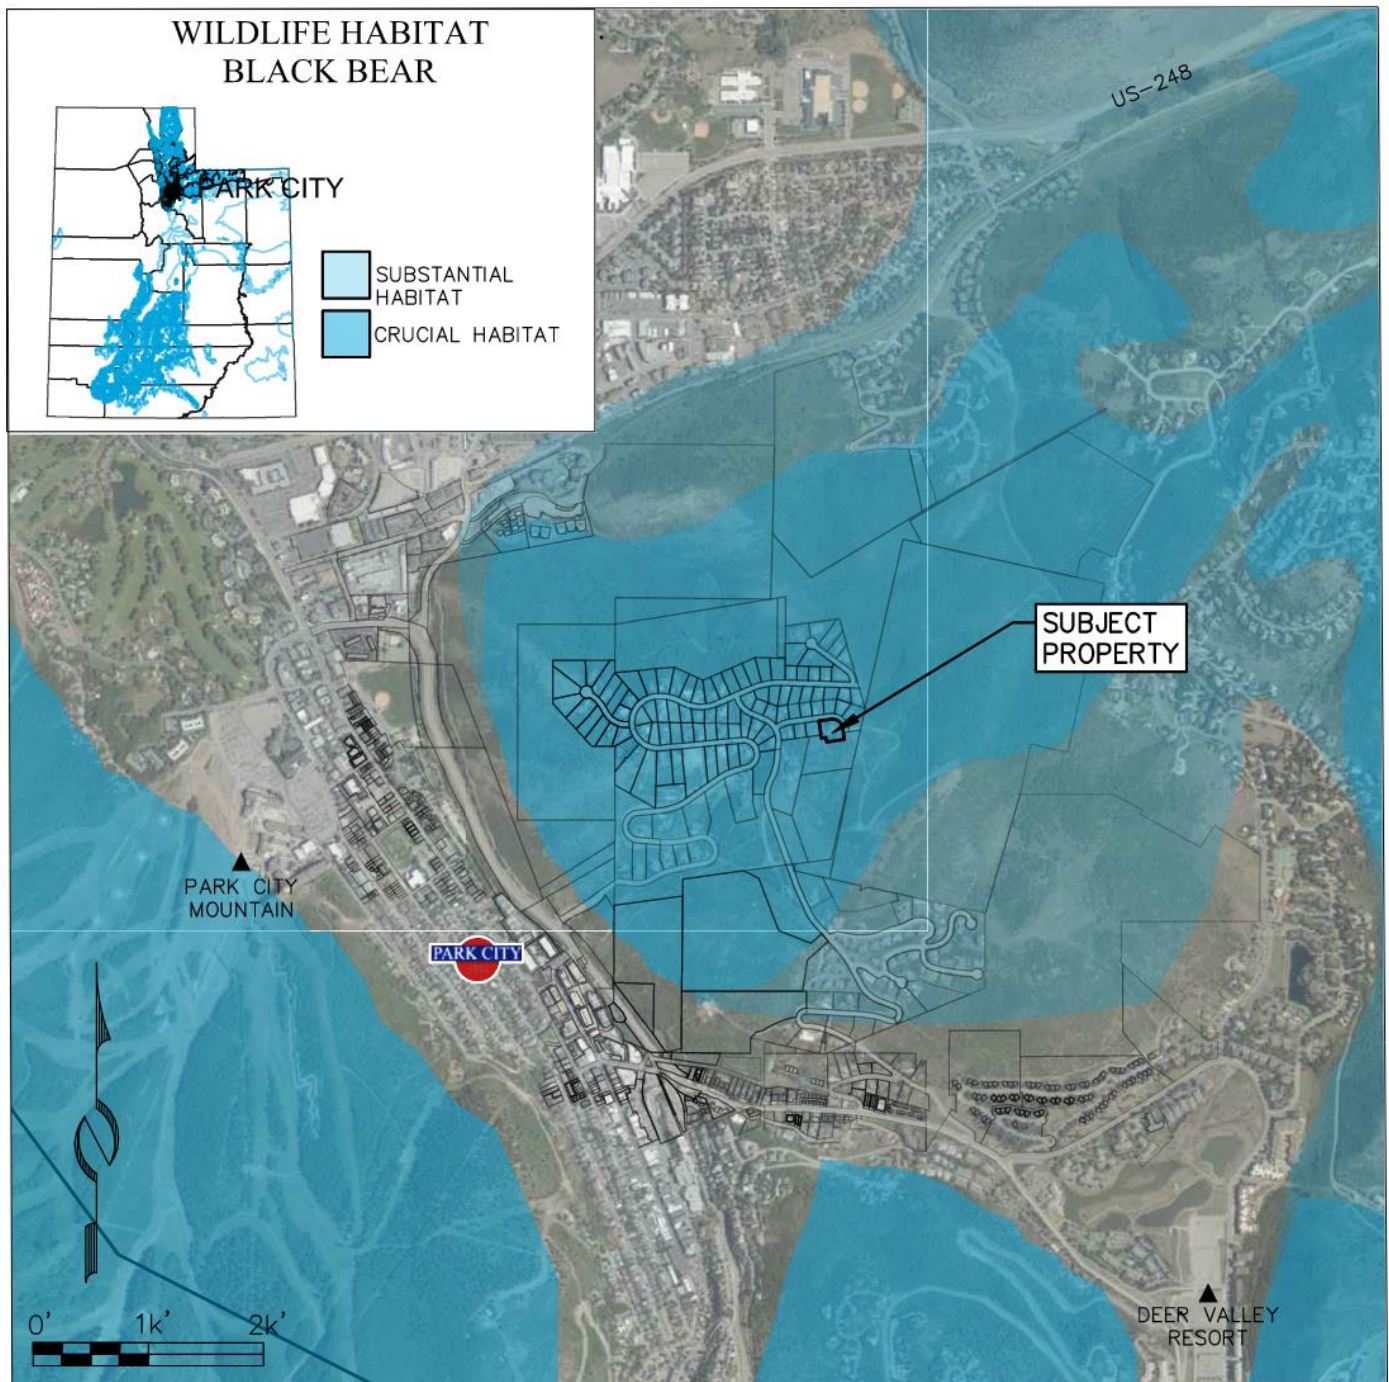 WILDLIFE HABITAT
BLACK BEAR
PARK CITY
SUBSTANTIAL
HABITAT
CRUCIAL HABITAT
US-248
SUBJECT
PROPERTY
PARK CITY
MOUNTAIN
PARK CITY
DEER VALLEY
RESORT
0' 1k' 2k'